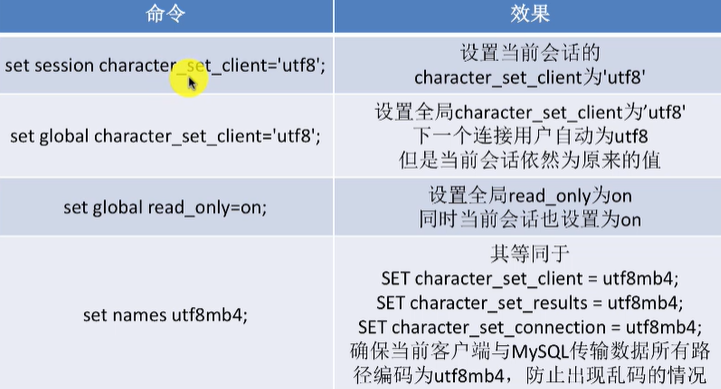 命令
效果
set session character_set_client='utf8';
设置当前会话的
character_set_client为'utf8'
set global character_set_client='utf8';
设置全局character_set_client为’utf8'
下一个连接用户自动为utf8
但是当前会话依然为原来的值
set global read_only=on;
设置全局read_only为on
同时当前会话也设置为on
set names utf8mb4;
其等同于
SET character_set_client = utf8mb4;
SET character_set_results = utf8mb4;
SET character_set_connection = utf8mb4;
确保当前客户端与MySQL传输数据所有路
径编码为utf8mb4，防止出现乱码的情况